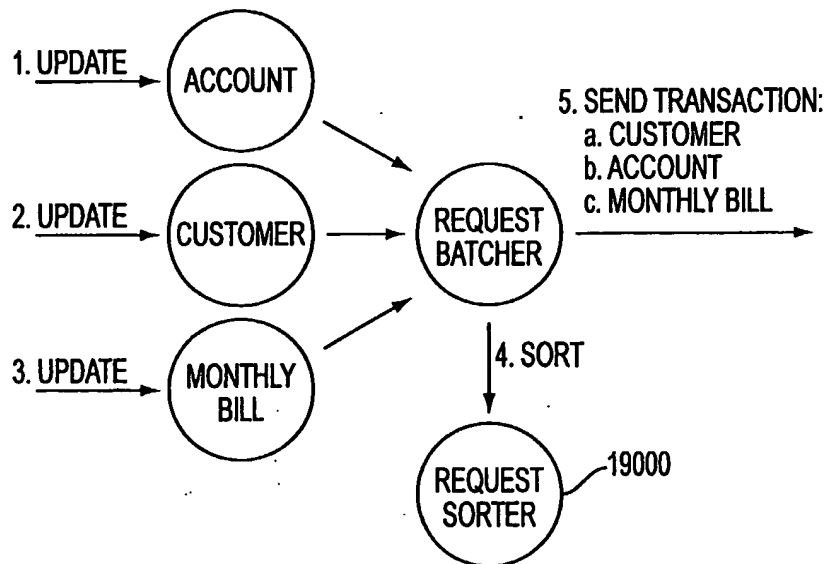 1. UPDATE
ACCOUNT
5. SEND TRANSACTION:
a. CUSTOMER
b. ACCOUNT
c. MONTHLY BILL
2. UPDATE
CUSTOMER
REQUEST
BATCHER
3. UPDATE
MONTHLY
BILL
4. SORT
REQUEST
SORTER
19000